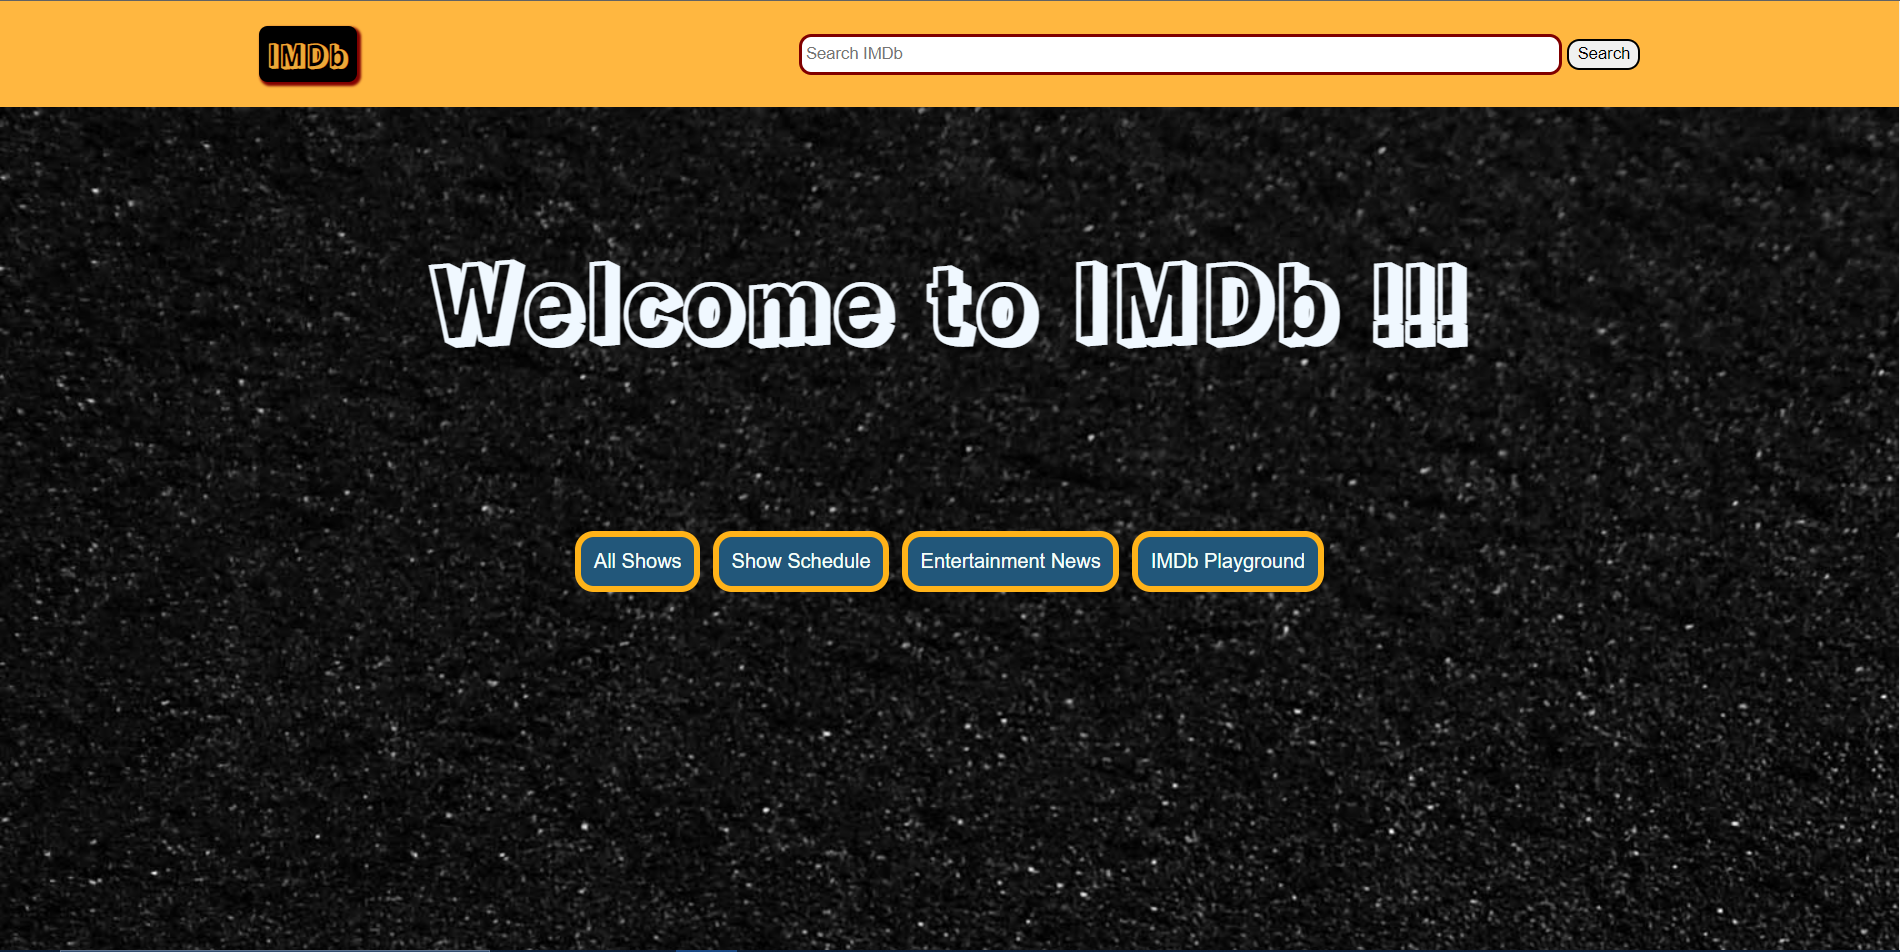 IMDb
Search IMDb
Search
Welcome to IMDb !!!
All Shows
Show Schedule
Entertainment News
IMDb Playground